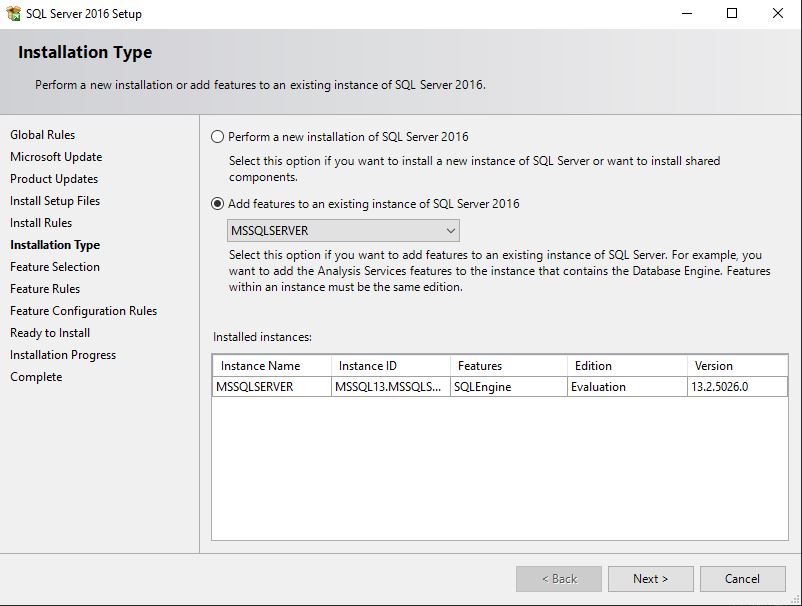 SQL Server 2016 Setup
Installation Type
Perform a new installation or add features to an existing instance of SQL Server 2016.
Global Rules
Microsoft Update
Product Updates
Install Setup Files
Install Rules
Installation Type
Feature Selection
Feature Rules
Feature Configuration Rules
Ready to Install
Installation Progress
Complete
Perform a new installation of SQL Server 2016
Select this option if you want to install a new instance of SQL Server or want to install shared
components.
Add features to an existing instance of SQL Server 2016
MSSQLSERVER
Select this option if you want to add features to an existing instance of SQL Server. For example, you
want to add the Analysis Services features to the instance that contains the Database Engine. Features
within an instance must be the same edition.
Installed instances:
Instance Name Instance ID Features Edition Version
MSSQLSERVER MSSQL13.MSSQLS... SQLEngine Evaluation 13.2.5026.0
< Back Next > Cancel